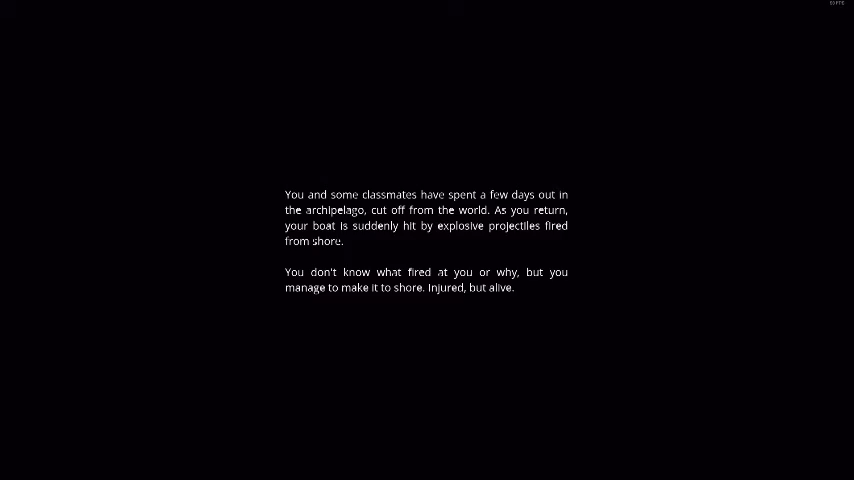 You and some classmates have spent a few days out in
the archipelago, cut off from the world. As you return,
your boat is suddenly hit by explosive projectiles fired
from shore.
You don't know what fired at you or why, but you
manage to make it to shore. Injured, but alive.